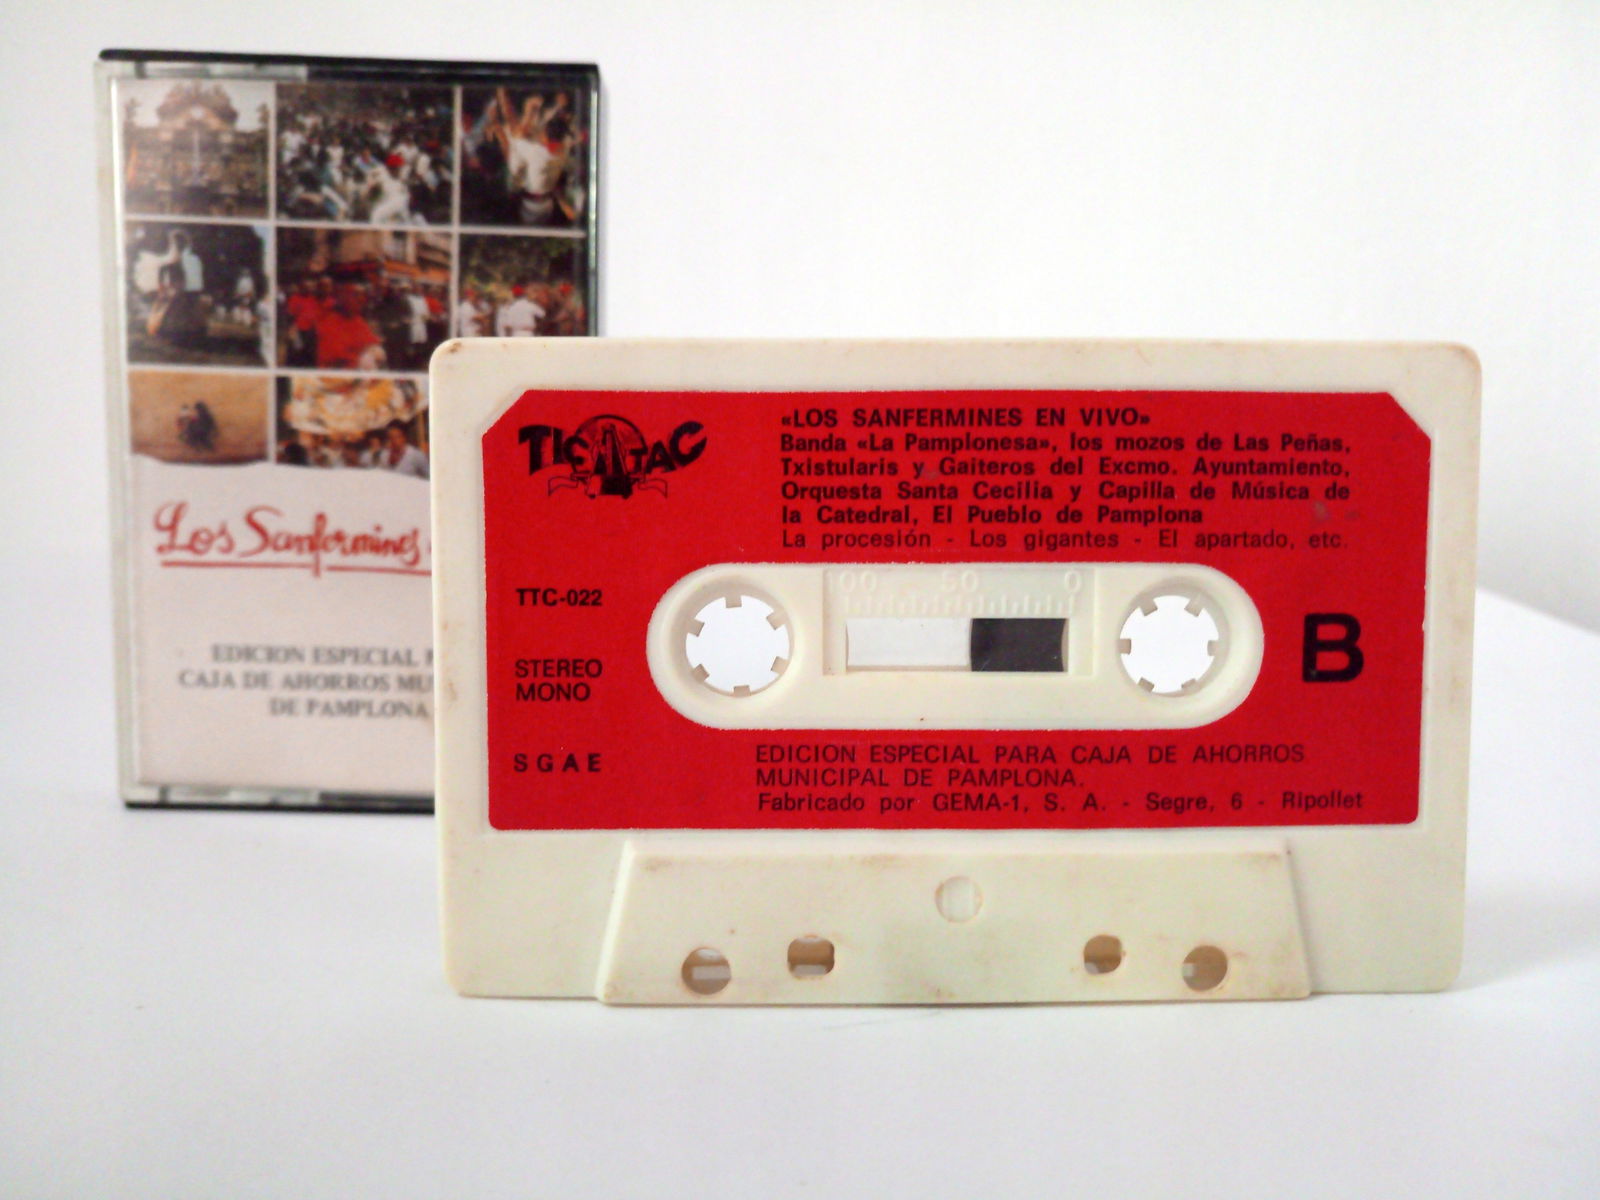 Los Sanfermines
EDICION ESPECIAL
CAJA DE AHORROS
DE PAMPLONA
TIC TAC
«LOS SANFERMINES EN VIVO»
Banda «La Pamplonesa», los mozos de Las Peñas,
Txistularis y Gaiteros del Excmo. Ayuntamiento,
Orquesta Santa Cecilia y Capilla de Música de
la Catedral, El Pueblo de Pamplona
La procesión - Los gigantes - El apartado, etc.
00 50 0
TTC-022
STEREO
MONO
B
S G A E
EDICION ESPECIAL PARA CAJA DE AHORROS
MUNICIPAL DE PAMPLONA.
Fabricado por GEMA-1, S. A. - Segre, 6 - Ripollet